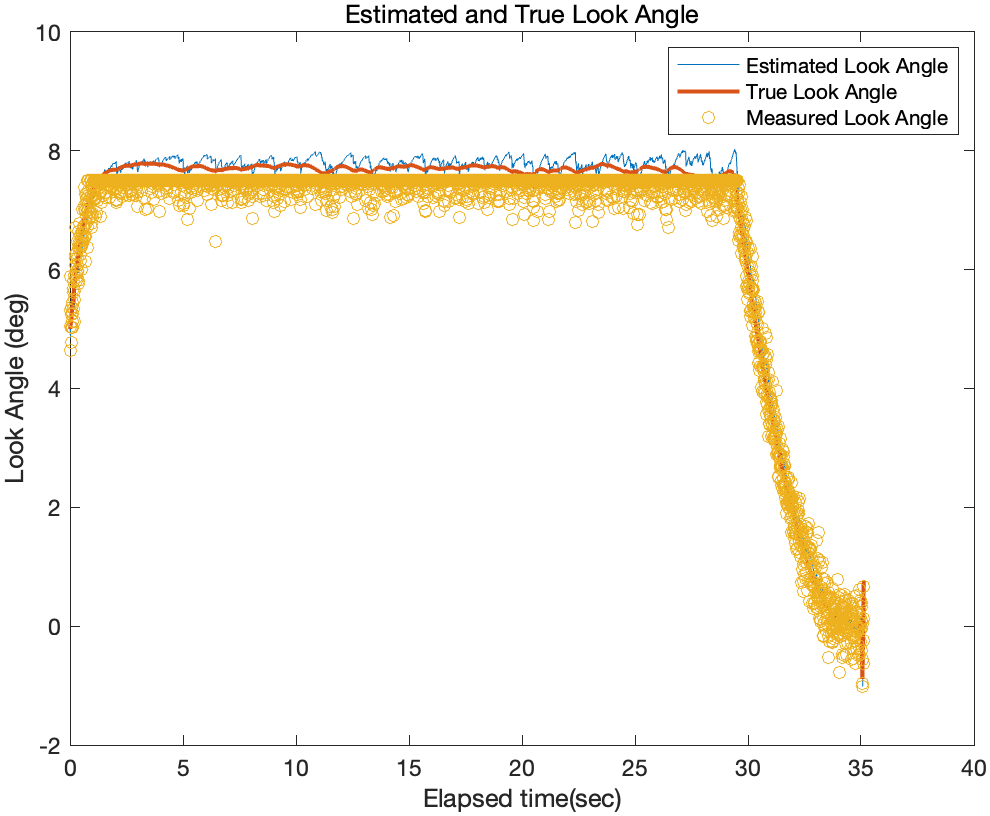 Estimated and True Look Angle
10
8
6
4
2
0
-2
Look Angle (deg)
Estimated Look Angle
True Look Angle
Measured Look Angle
0 5 10 15 20 25 30 35 40
Elapsed time(sec)